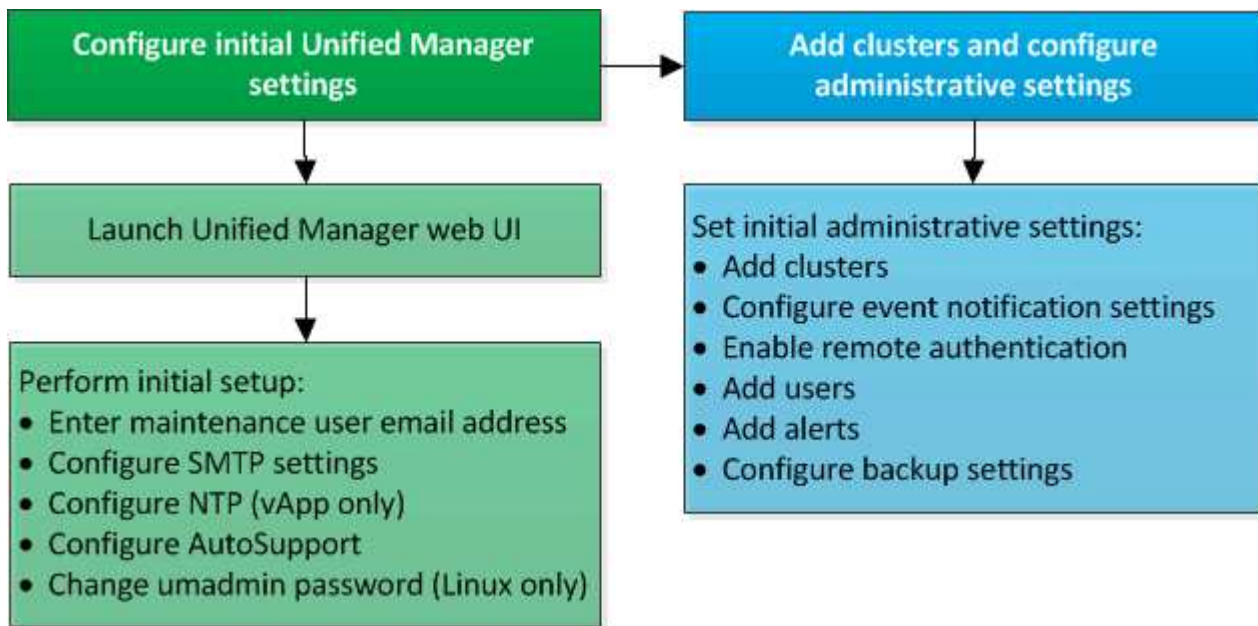 Configure initial Unified Manager
settings
Launch Unified Manager web UI
Perform initial setup:
• Enter maintenance user email address
• Configure SMTP settings
• Configure NTP (vApp only)
• Configure AutoSupport
• Change umadmin password (Linux only)
Add clusters and configure
administrative settings
Set initial administrative settings:
• Add clusters
• Configure event notification settings
• Enable remote authentication
• Add users
• Add alerts
• Configure backup settings